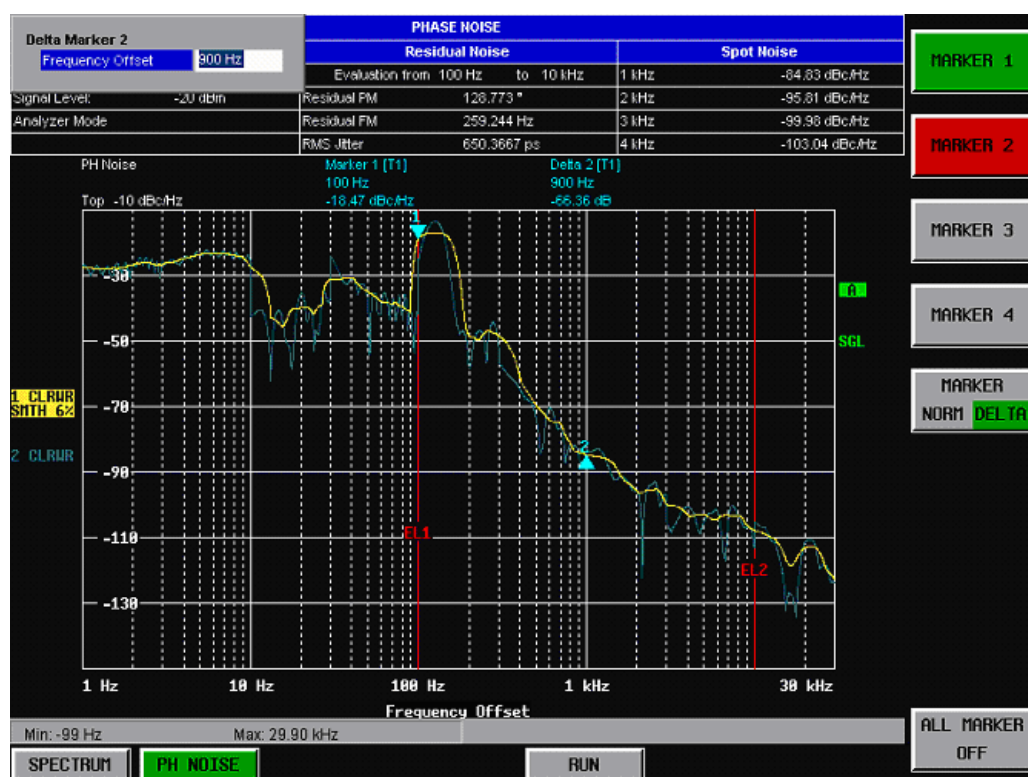 Delta Marker 2
Frequency Offset 900 Hz
PHASE NOISE
Residual Noise Spot Noise
Evaluation from 100 Hz to 10 kHz 1 kHz -84.83 dBc/Hz
Signal Level: -20 dBm Residual PM 128.773 ° 2 kHz -95.81 dBc/Hz
Analyzer Mode Residual FM 259.244 Hz 3 kHz -99.98 dBc/Hz
RMS Jitter 650.3667 ps 4 kHz -103.04 dBc/Hz
PH Noise Marker 1 [T1] Delta 2 [T1]
100 Hz 900 Hz
Top -10 dBc/Hz -18.47 dBc/Hz -66.36 dB
1
-30
A
-50 SGL
1 CLRWR
SMTH 6%
-70
2
2 CLRWR
-90
-110
EL1
EL2
-130
1 Hz 10 Hz 100 Hz 1 kHz 30 kHz
Frequency Offset
Min: -99 Hz Max: 29.90 kHz
SPECTRUM PH NOISE RUN
MARKER 1
MARKER 2
MARKER 3
MARKER 4
MARKER
NORM DELTA
ALL MARKER
OFF